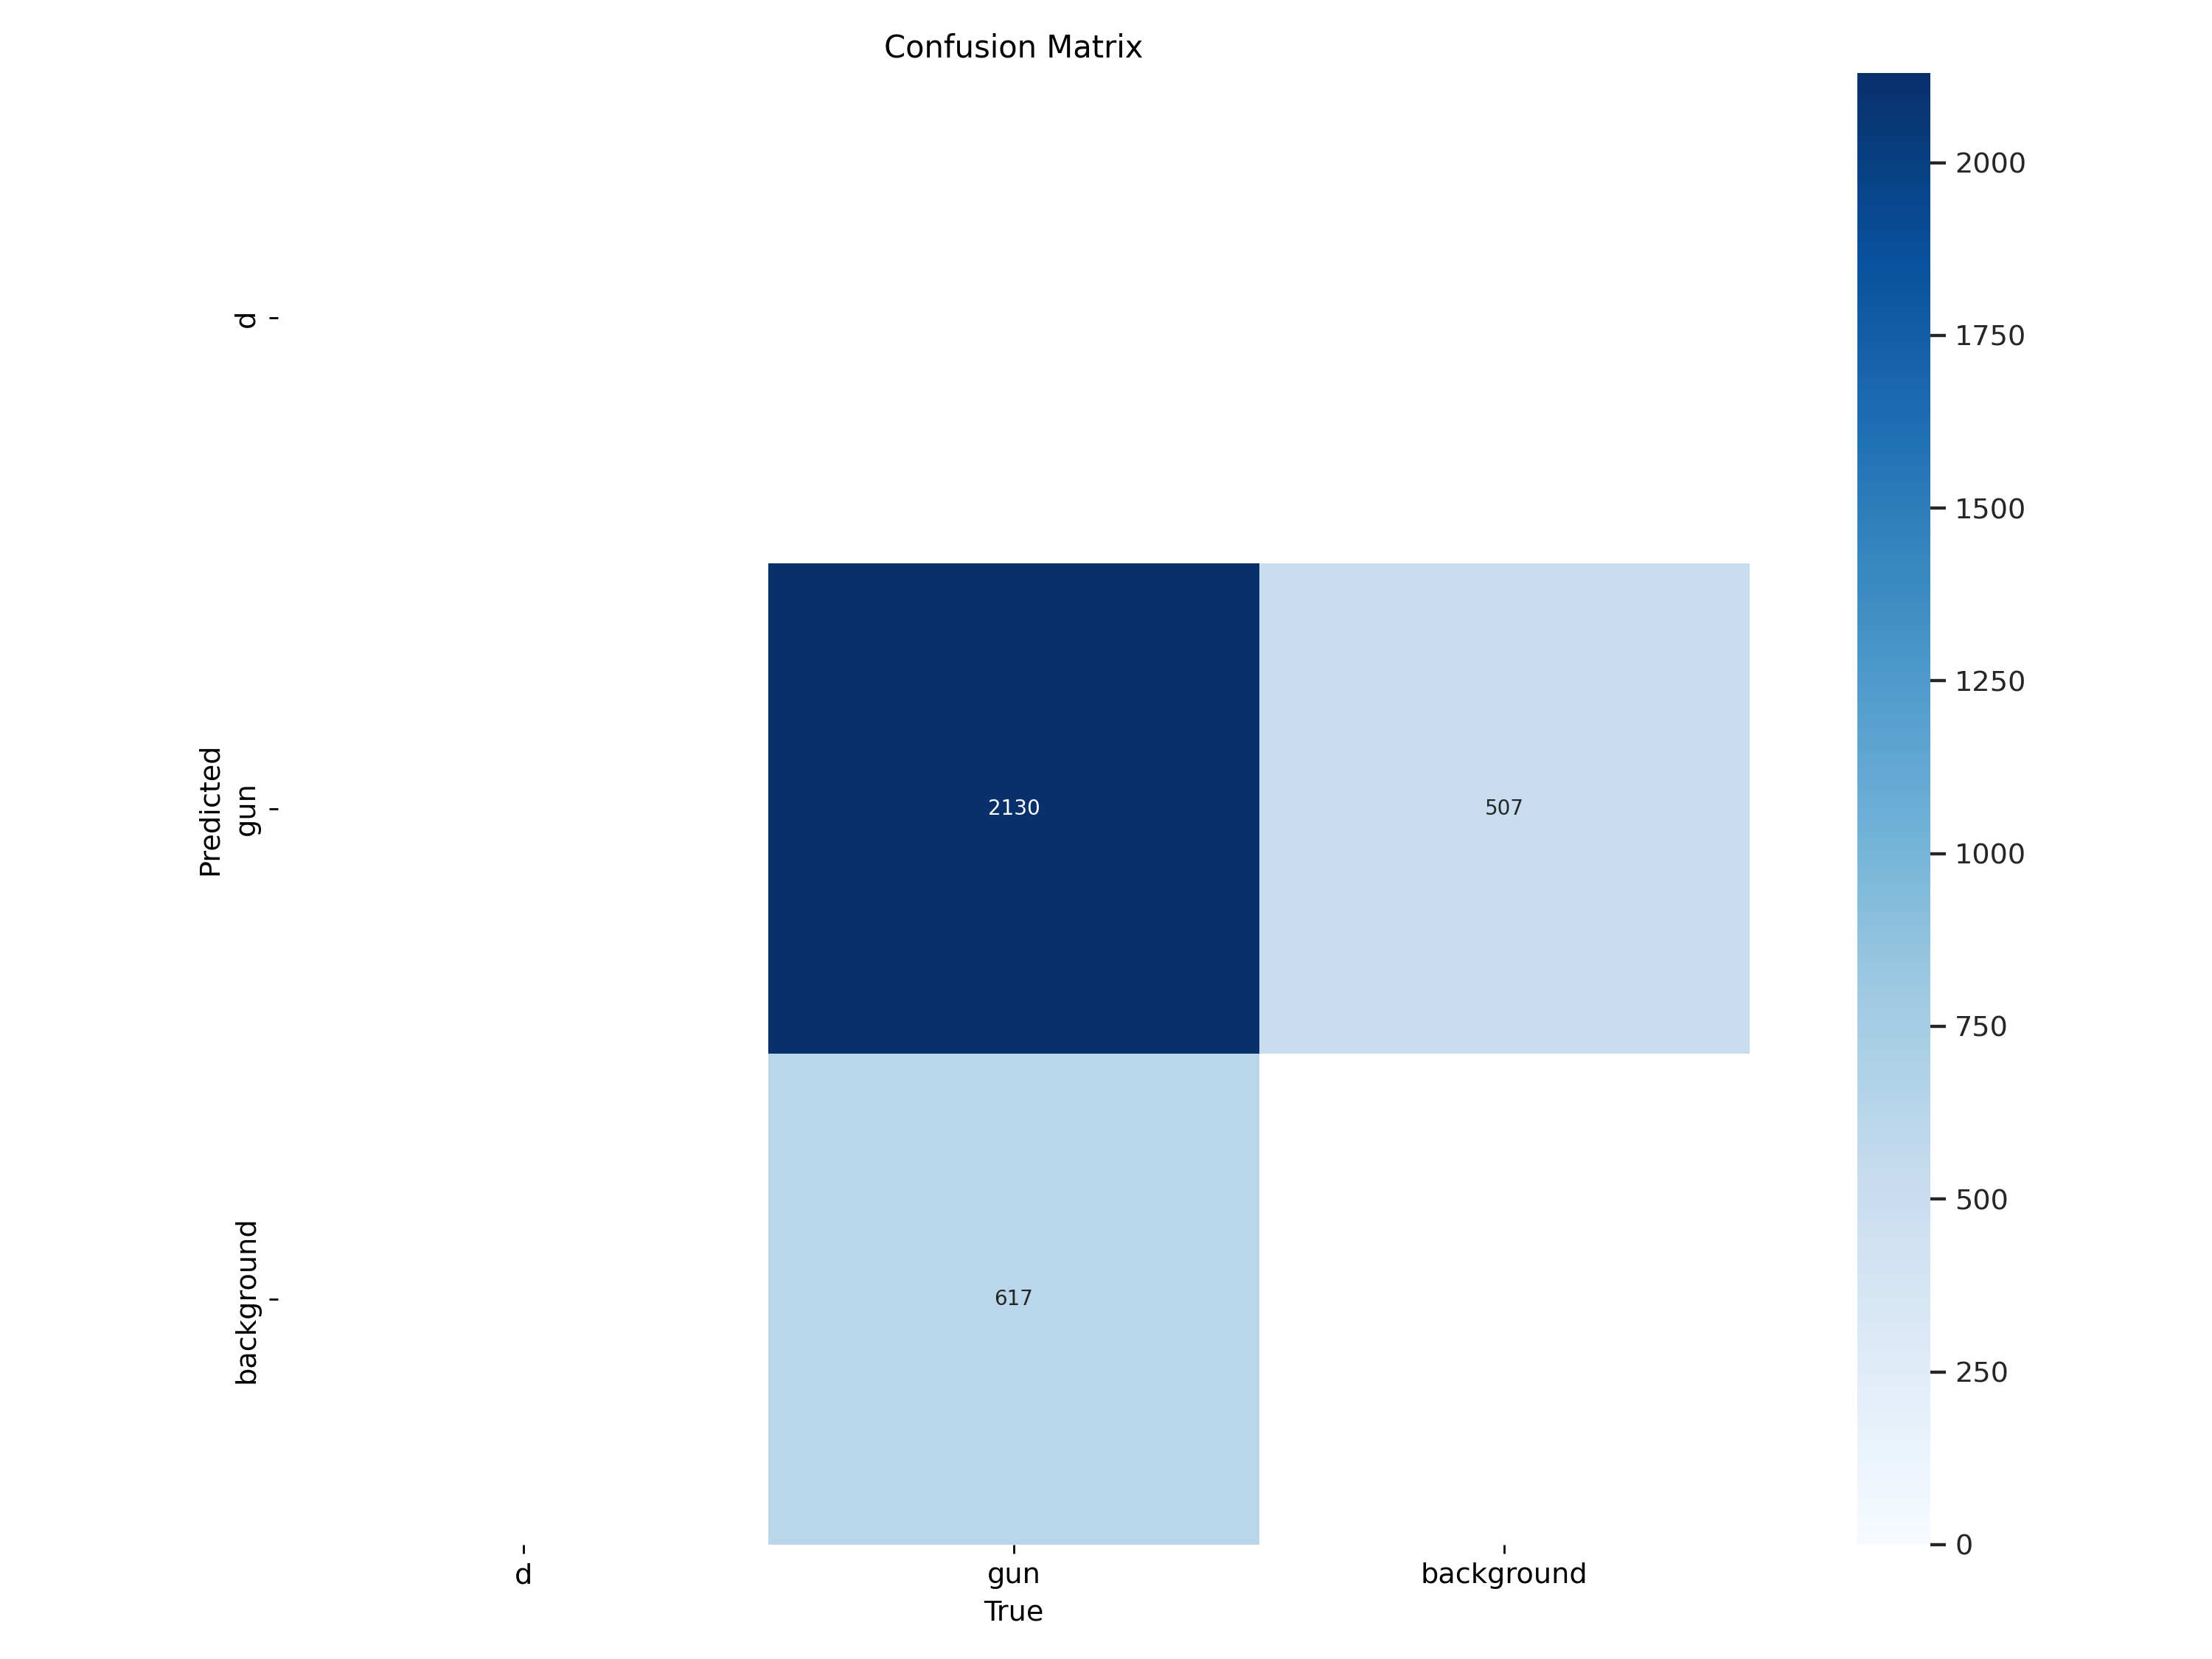 Confusion Matrix
d
gun
background
Predicted
2130
507
617
d
gun
background
True
2000
1750
1500
1250
1000
750
500
250
0